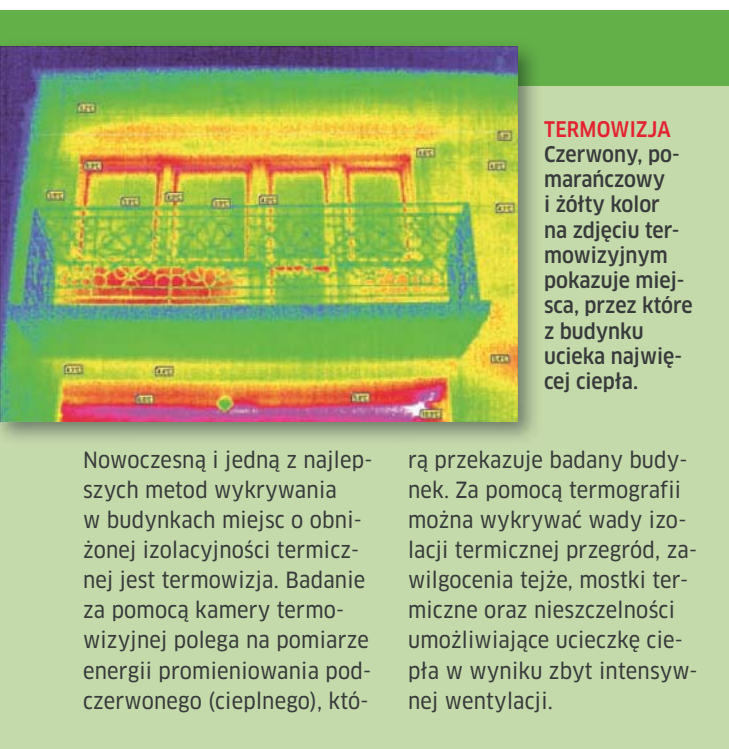 TERMOWIZJA
Czerwony, po-
marańczowy
i żółty kolor
na zdjęciu ter-
mowizyjnym
pokazuje miej-
sca, przez które
z budynku
ucieka najwię-
cej ciepła.
Nowoczesną i jedną z najlep-
szych metod wykrywania
w budynkach miejsc o obni-
żonej izolacyjności termicz-
nej jest termowizja. Badanie
za pomocą kamery termo-
wizyjnej polega na pomiarze
energii promieniowania pod-
czerwonego (cieplnego), któ-
rą przekazuje badany budy-
nek. Za pomocą termografii
można wykrywać wady izo-
lacji termicznej przegród, za-
wilgocenia tejże, mostki ter-
miczne oraz nieszczelności
umożliwiające ucieczkę cie-
pła w wyniku zbyt intensyw-
nej wentylacji.